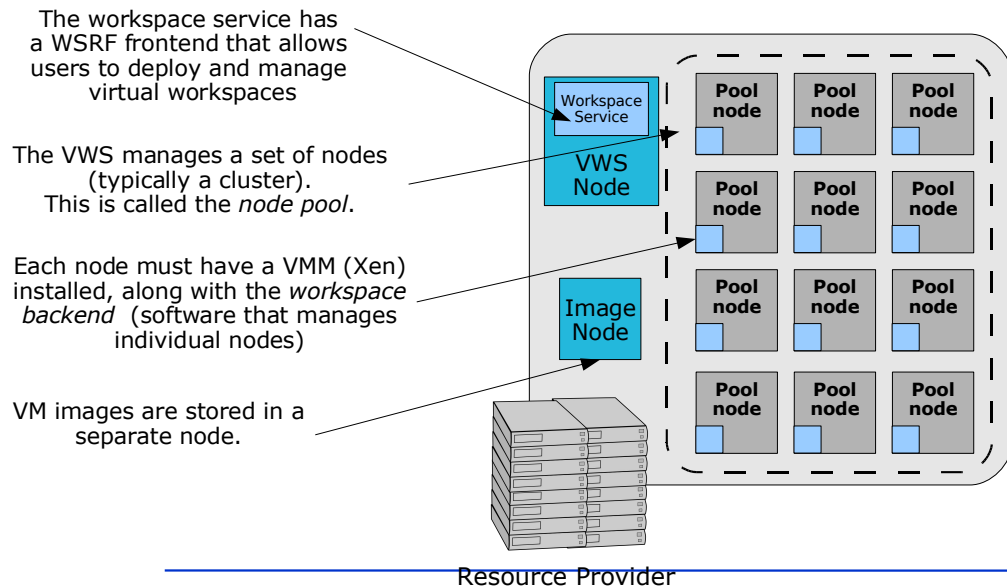 The workspace service has
a WSRF frontend that allows
users to deploy and manage
virtual workspaces
The VWS manages a set of nodes
(typically a cluster).
This is called the node pool.
Each node must have a VMM (Xen)
installed, along with the workspace
backend (software that manages
individual nodes)
VM images are stored in a
separate node.
Workspace
Service
VWS
Node
Image
Node
Pool
node
Pool
node
Pool
node
Pool
node
Pool
node
Pool
node
Pool
node
Pool
node
Pool
node
Pool
node
Pool
node
Pool
node
Resource Provider